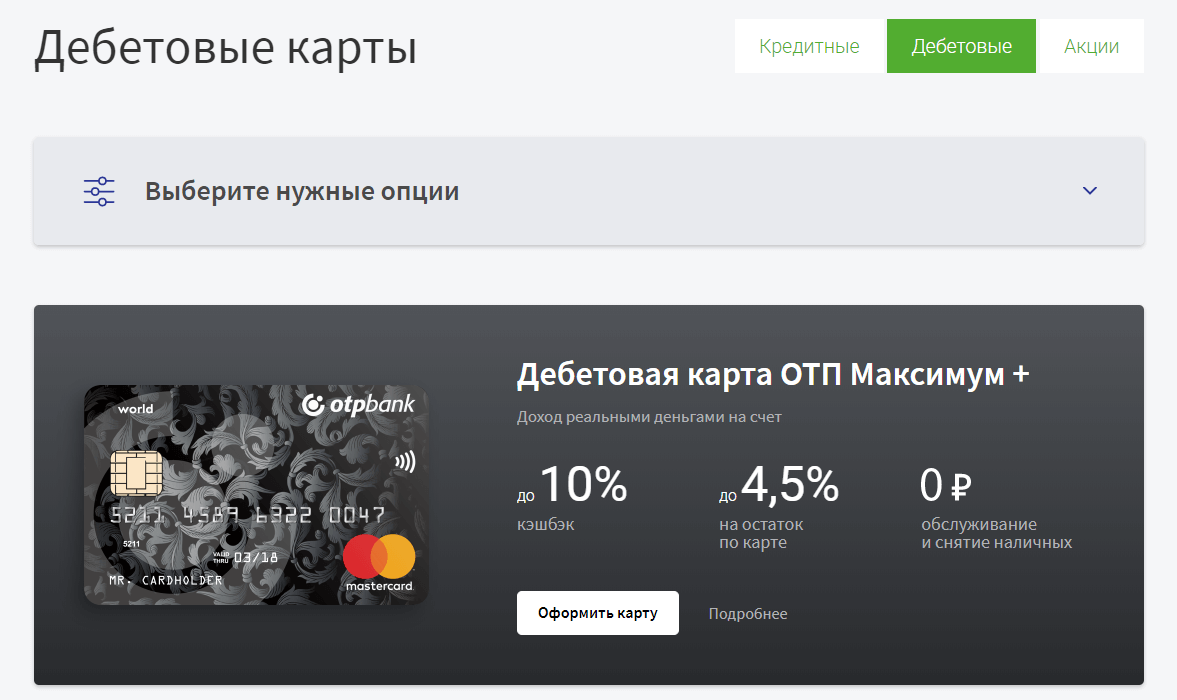 Дебетовые карты
Кредитные
Дебетовые
Акции
Выберите нужные опции
world
otpbank
5211 4589 6322 0047
5211
VALID
THRU 03/18
MR. CARDHOLDER
mastercard
Дебетовая карта ОТП Максимум +
Доход реальными деньгами на счет
до 10%
кэшбэк
до 4,5%
на остаток
по карте
0 ₽
обслуживание
и снятие наличных
Оформить карту
Подробнее